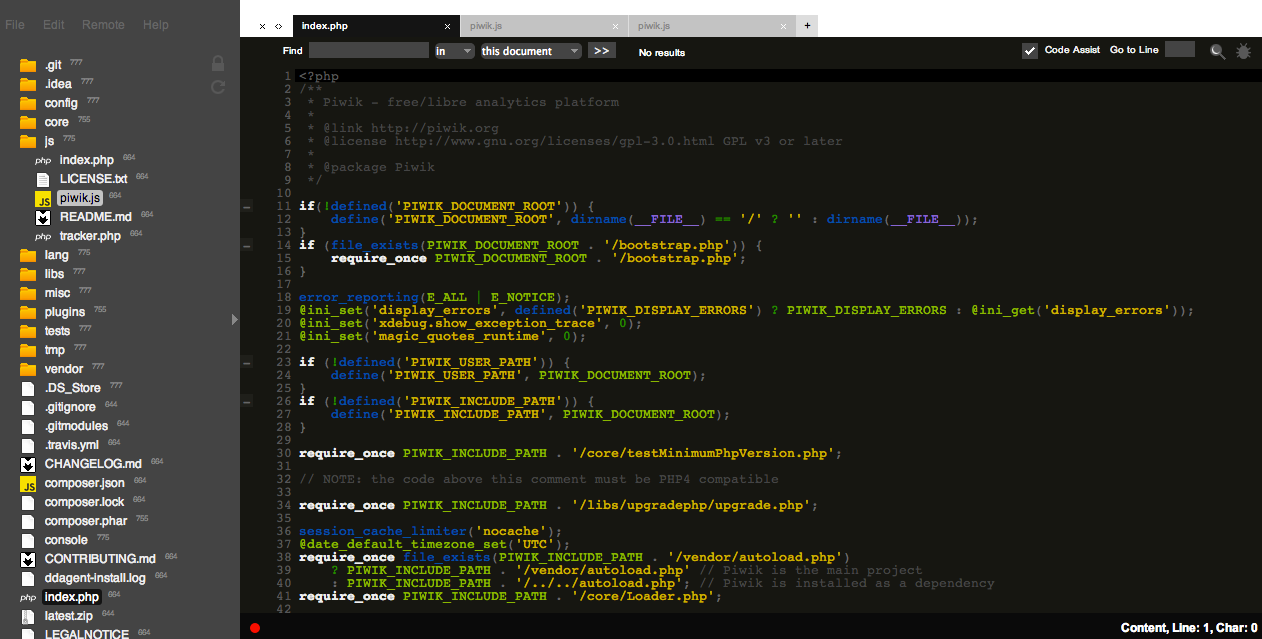 File Edit Remote Help
.git 777
.idea 777
config 777
core 755
js 775
index.php 664
LICENSE.txt 664
piwik.js 664
README.md 664
tracker.php 664
lang 775
libs 777
misc 777
plugins 755
tests 777
tmp 777
vendor 777
.DS_Store 777
.gitignore 644
.gitmodules 644
.travis.yml 664
CHANGELOG.md 664
composer.json 664
composer.lock 664
composer.phar 755
console 775
CONTRIBUTING.md 664
ddagent-install.log 664
index.php 664
latest.zip 644
LEGALNOTICE 664
index.php × piwik.js × piwik.js × +
Find in this document >> No results Code Assist Go to Line
1 <?php
2 /**
3  * Piwik - free/libre analytics platform
4  *
5  * @link http://piwik.org
6  * @license http://www.gnu.org/licenses/gpl-3.0.html GPL v3 or later
7  *
8  * @package Piwik
9  */
10
11 if(!defined('PIWIK_DOCUMENT_ROOT')) {
12     define('PIWIK_DOCUMENT_ROOT', dirname(__FILE__) == '/' ? '' : dirname(__FILE__));
13 }
14 if (file_exists(PIWIK_DOCUMENT_ROOT . '/bootstrap.php')) {
15     require_once PIWIK_DOCUMENT_ROOT . '/bootstrap.php';
16 }
17
18 error_reporting(E_ALL | E_NOTICE);
19 @ini_set('display_errors', defined('PIWIK_DISPLAY_ERRORS') ? PIWIK_DISPLAY_ERRORS : @ini_get('display_errors'));
20 @ini_set('xdebug.show_exception_trace', 0);
21 @ini_set('magic_quotes_runtime', 0);
22
23 if (!defined('PIWIK_USER_PATH')) {
24     define('PIWIK_USER_PATH', PIWIK_DOCUMENT_ROOT);
25 }
26 if (!defined('PIWIK_INCLUDE_PATH')) {
27     define('PIWIK_INCLUDE_PATH', PIWIK_DOCUMENT_ROOT);
28 }
29
30 require_once PIWIK_INCLUDE_PATH . '/core/testMinimumPhpVersion.php';
31
32 // NOTE: the code above this comment must be PHP4 compatible
33
34 require_once PIWIK_INCLUDE_PATH . '/libs/upgradephp/upgrade.php';
35
36 session_cache_limiter('nocache');
37 @date_default_timezone_set('UTC');
38 require_once file_exists(PIWIK_INCLUDE_PATH . '/vendor/autoload.php')
39     ? PIWIK_INCLUDE_PATH . '/vendor/autoload.php' // Piwik is the main project
40     : PIWIK_INCLUDE_PATH . '/../../autoload.php'; // Piwik is installed as a dependency
41 require_once PIWIK_INCLUDE_PATH . '/core/Loader.php';
42
Content, Line: 1, Char: 0